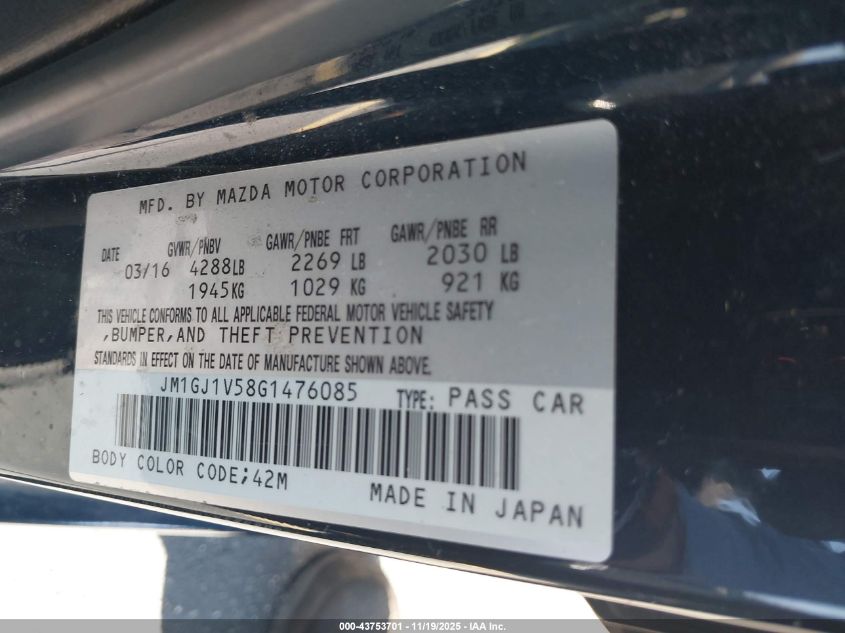 MFD. BY MAZDA MOTOR CORPORATION
DATE GVWR/PNBV GAWR/PNBE FRT GAWR/PNBE RR
03/16 4288LB 2269 LB 2030 LB
1945KG 1029 KG 921 KG
THIS VEHICLE CONFORMS TO ALL APPLICABLE FEDERAL MOTOR VEHICLE SAFETY
,BUMPER,AND THEFT PREVENTION
STANDARDS IN EFFECT ON THE DATE OF MANUFACTURE SHOWN ABOVE.
JM1GJ1V58G1476085 TYPE: PASS CAR
BODY COLOR CODE;42M
MADE IN JAPAN
000-43753701 - 11/19/2025 - IAA Inc.